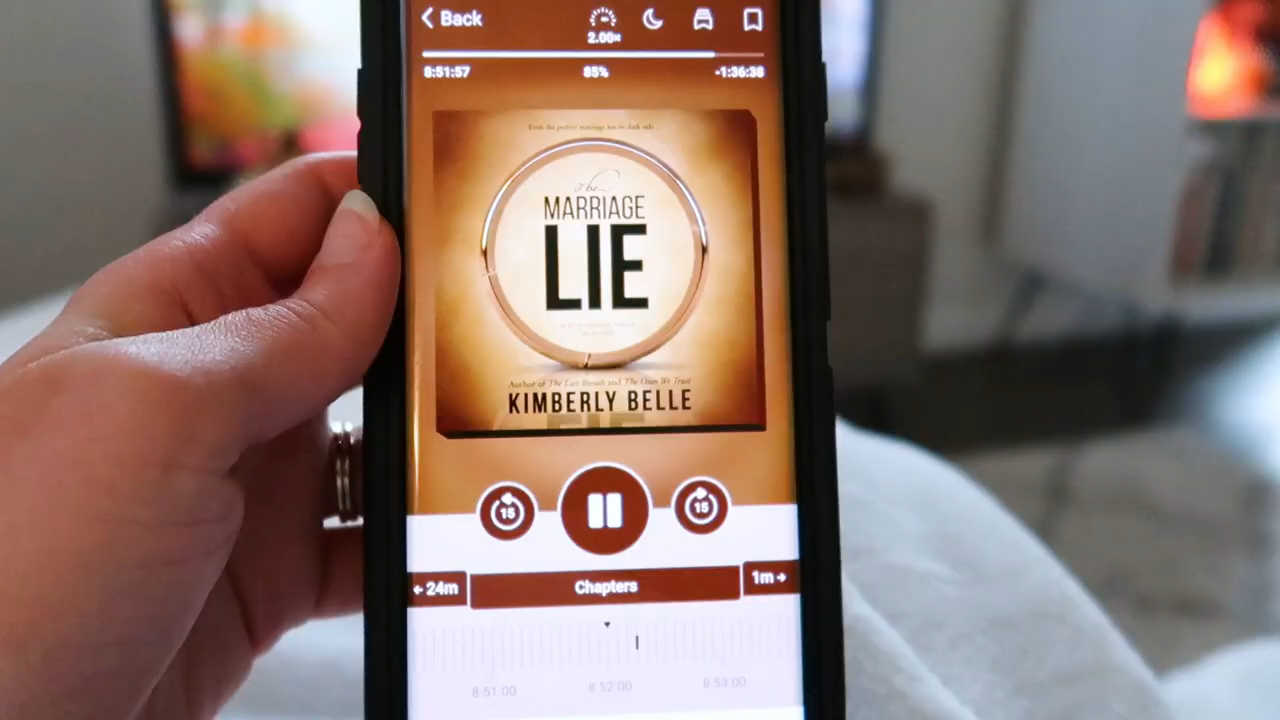 Back
2.00×
8:51:57 85% -1:36:38
Even the perfect marriage has its dark side...
The
MARRIAGE
LIE
Author of The Last Breath and The Ones We Trust
KIMBERLY BELLE
15 15
← 24m Chapters 1m →
8:51:00 8:52:00 8:53:00